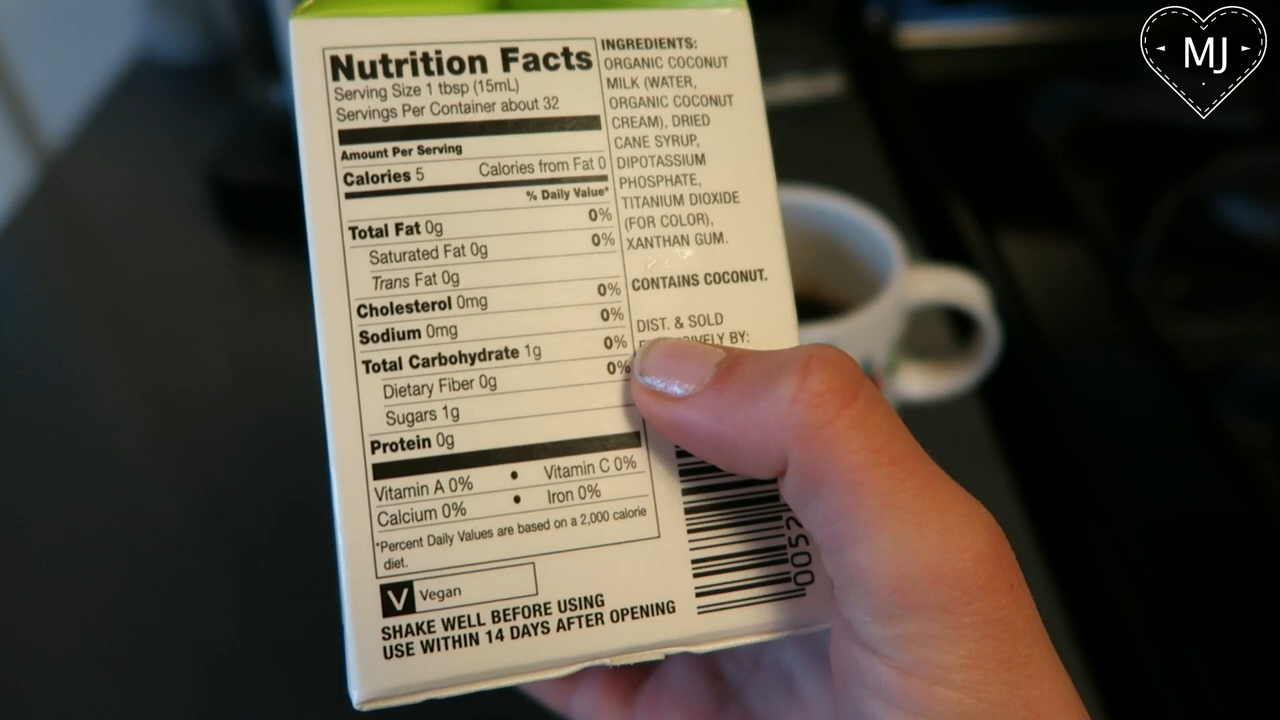 MJ
Nutrition Facts
Serving Size 1 tbsp (15mL)
Servings Per Container about 32
Amount Per Serving
Calories 5 Calories from Fat 0
% Daily Value*
Total Fat 0g 0%
Saturated Fat 0g 0%
Trans Fat 0g
Cholesterol 0mg 0%
Sodium 0mg 0%
Total Carbohydrate 1g 0%
Dietary Fiber 0g 0%
Sugars 1g
Protein 0g
Vitamin A 0% • Vitamin C 0%
Calcium 0% • Iron 0%
*Percent Daily Values are based on a 2,000 calorie
diet.
V Vegan
SHAKE WELL BEFORE USING
USE WITHIN 14 DAYS AFTER OPENING
INGREDIENTS:
ORGANIC COCONUT
MILK (WATER,
ORGANIC COCONUT
CREAM), DRIED
CANE SYRUP,
DIPOTASSIUM
PHOSPHATE,
TITANIUM DIOXIDE
(FOR COLOR),
XANTHAN GUM.
CONTAINS COCONUT.
DIST. & SOLD
BY:
0052